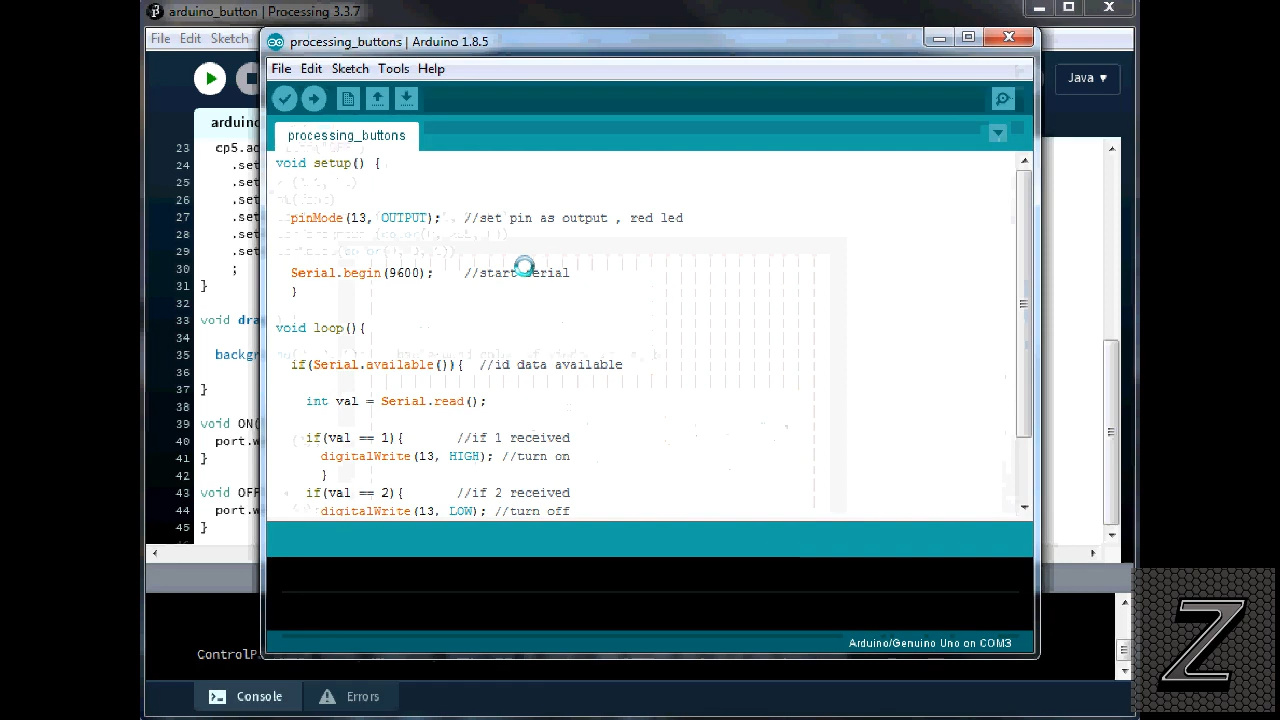 arduino_button | Processing 3.3.7
File Edit Sketch
Java ▾
arduino
processing_buttons | Arduino 1.8.5
File Edit Sketch Tools Help
processing_buttons
void setup() {
pinMode(13, OUTPUT); //set pin as output , red led
Serial.begin(9600); //start serial
}
void loop(){
if(Serial.available()){ //id data available
int val = Serial.read();
if(val == 1){ //if 1 received
digitalWrite(13, HIGH); //turn on
}
if(val == 2){ //if 2 received
digitalWrite(13, LOW); //turn off
Arduino/Genuino Uno on COM3
23 cp5.ad
24 .set
25 .set
26 .set
27 .set
28 .set
29 .set
30 ;
31 }
32
33 void dra
34
35 backg
36
37 }
38
39 void ON(
40 port.w
41 }
42
43 void OFF
44 port.w
45 }
ControlP
Console Errors
Z